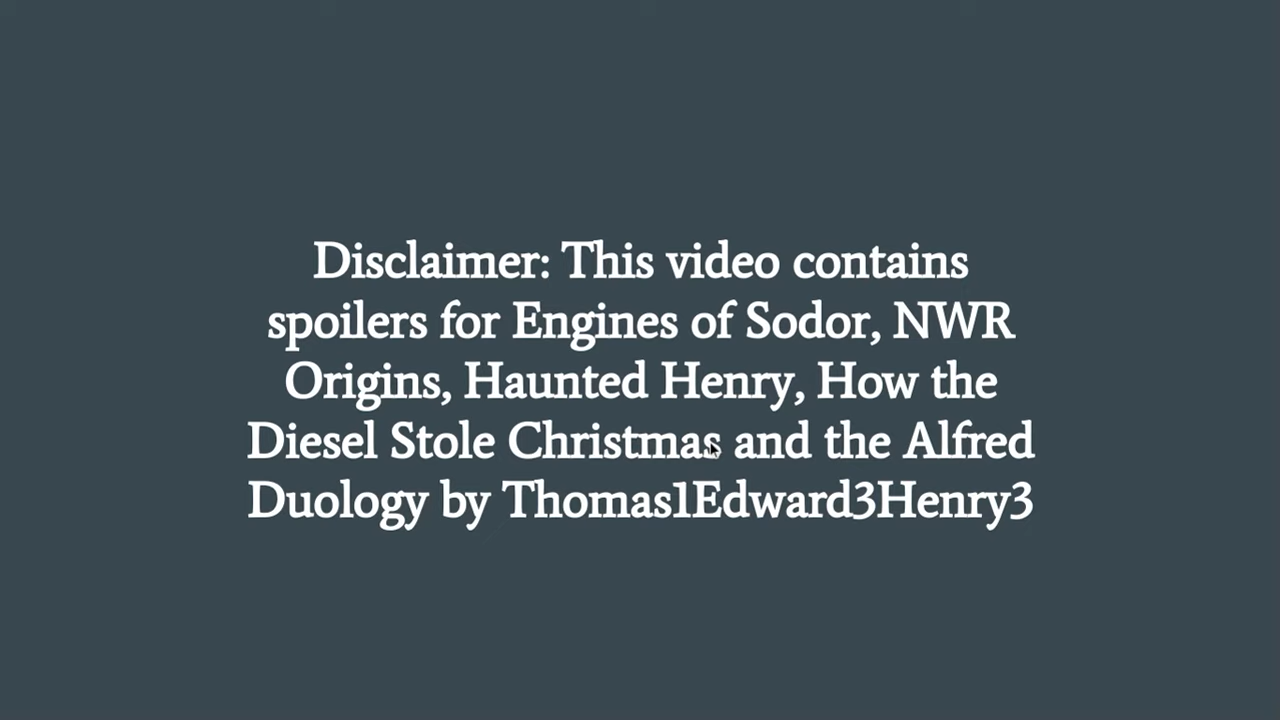 Disclaimer: This video contains
spoilers for Engines of Sodor, NWR
Origins, Haunted Henry, How the
Diesel Stole Christmas and the Alfred
Duology by Thomas1Edward3Henry3